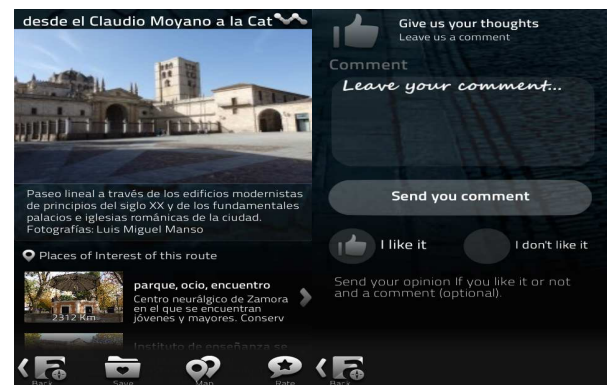 desde el Claudio Moyano a la Cat
Paseo lineal a través de los edificios modernistas
de principios del siglo XX y de los fundamentales
palacios e iglesias románicas de la ciudad.
Fotografías: Luis Miguel Manso
Places of Interest of this route
parque, ocio, encuentro
Centro neurálgico de Zamora
en el que se encuentran
jóvenes y mayores. Conserv
2312 Km
Instituto de enseñanza se
Back
Save
Map
Rate
Give us your thoughts
Leave us a comment
Comment
Leave your comment...
Send you comment
I like it
I don't like it
Send your opinion If you like it or not
and a comment (optional).
Back